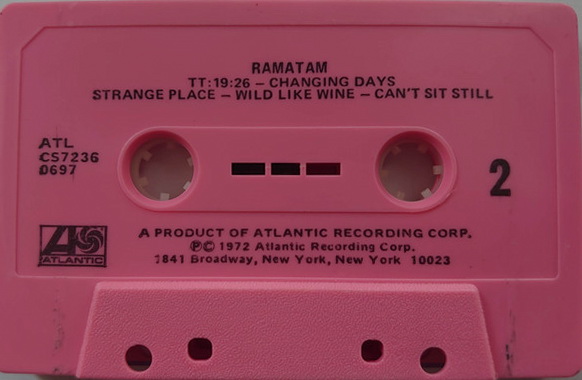 RAMATAM
TT:19:26 – CHANGING DAYS
STRANGE PLACE – WILD LIKE WINE – CAN'T SIT STILL
ATL
CS7236
0697
2
ATLANTIC
A PRODUCT OF ATLANTIC RECORDING CORP.
Ⓟ© 1972 Atlantic Recording Corp.
1841 Broadway, New York, New York 10023